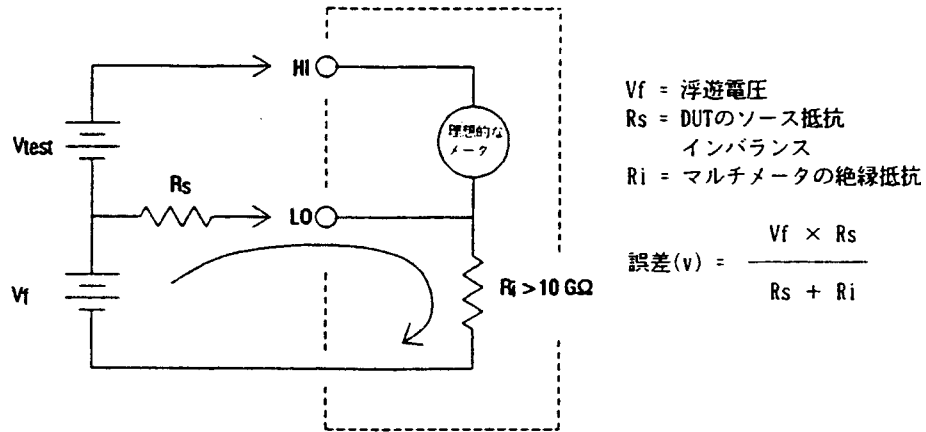 HI
理想的な
メータ
Vtest
Rs
LO
Vf
Ri > 10 GΩ
Vf = 浮遊電圧
Rs = DUTのソース抵抗
インバランス
Ri = マルチメータの絶縁抵抗
誤差(v) = Vf × Rs
Rs + Ri